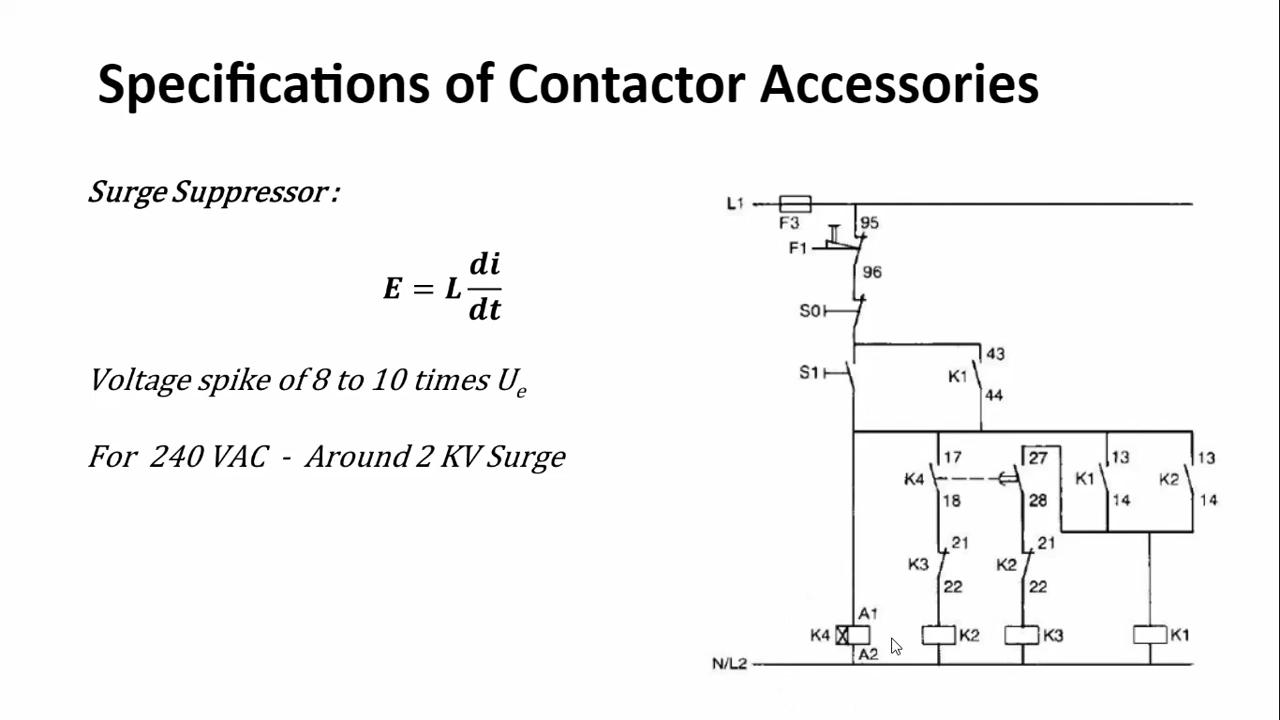 Specifications of Contactor Accessories
Surge Suppressor :
E = L di/dt
Voltage spike of 8 to 10 times Ue
For 240 VAC - Around 2 KV Surge
L1
F3
95
F1
96
S0
S1
K1
43
44
K4
17
18
27
28
K1
13
14
K2
13
14
K3
21
22
K2
21
22
K4
A1
A2
K2
K3
K1
N/L2